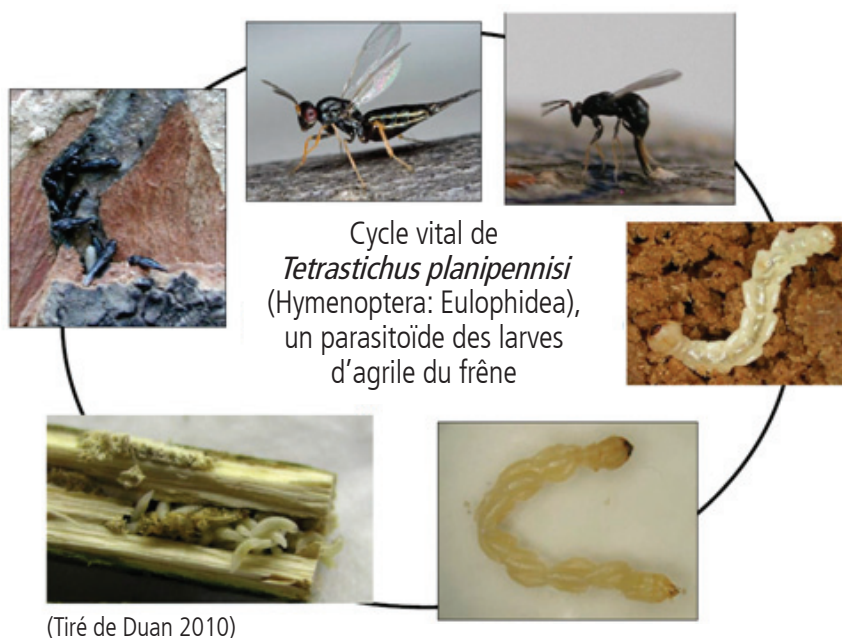 Cycle vital de
Tetrastichus planipennisi
(Hymenoptera: Eulophidea),
un parasitoïde des larves
d'agrile du frêne
(Tiré de Duan 2010)